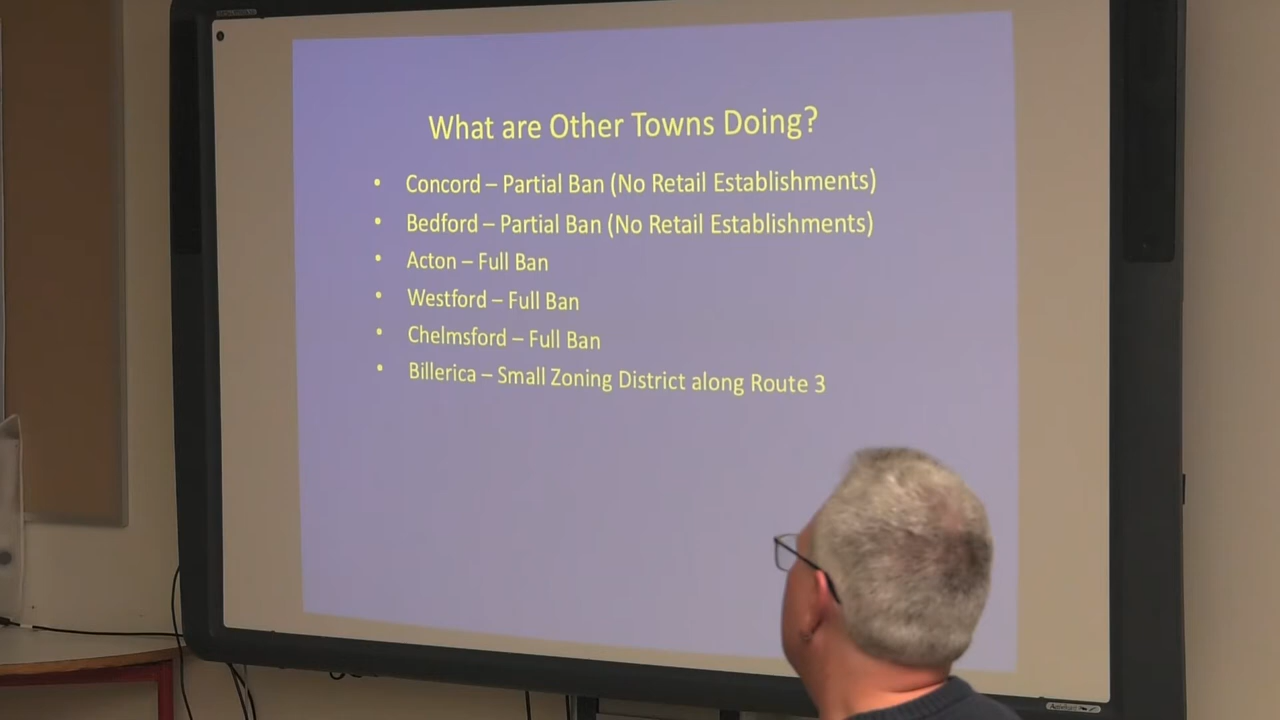 What are Other Towns Doing?
• Concord – Partial Ban (No Retail Establishments)
• Bedford – Partial Ban (No Retail Establishments)
• Acton – Full Ban
• Westford – Full Ban
• Chelmsford – Full Ban
• Billerica – Small Zoning District along Route 3